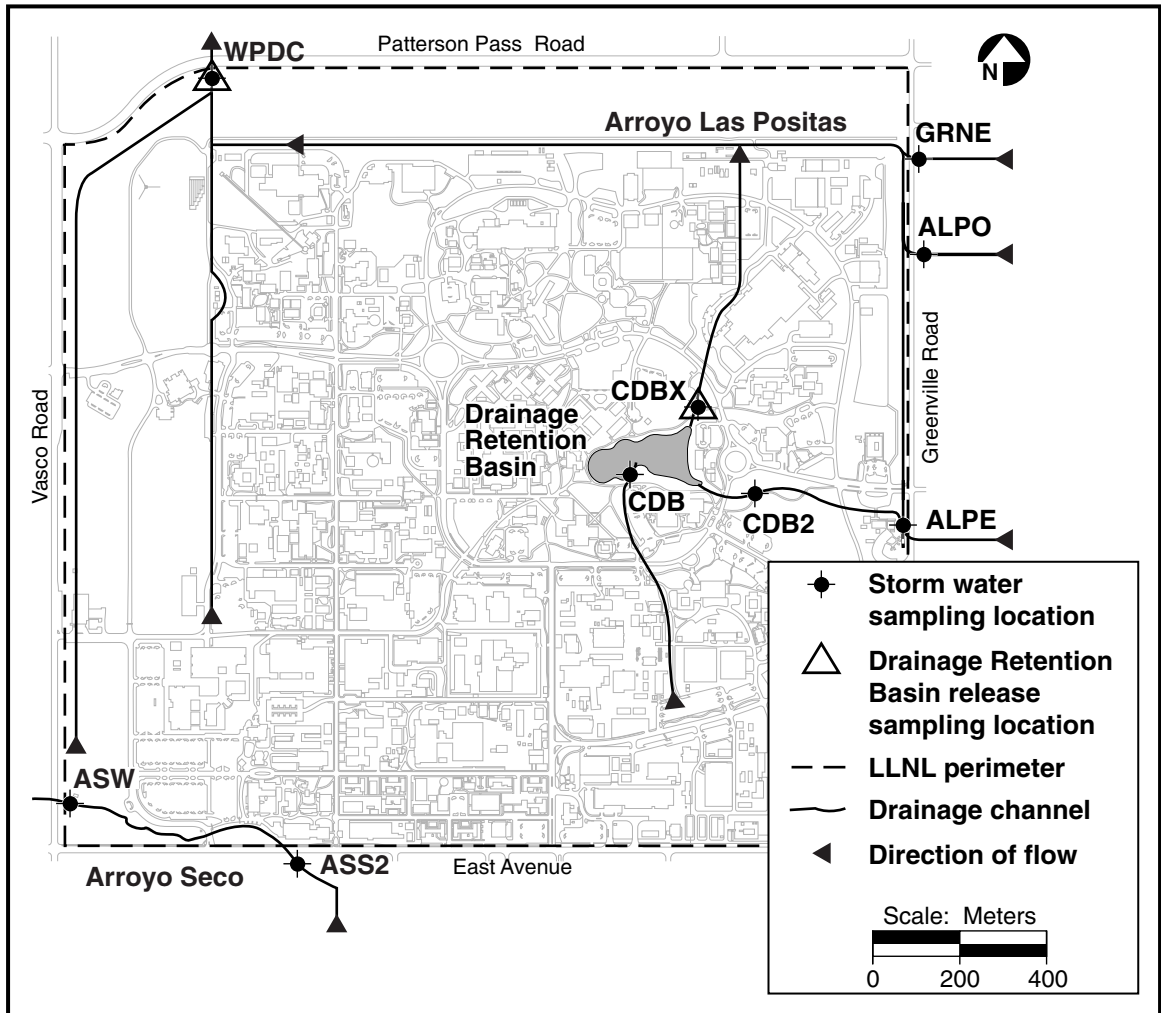 Patterson Pass Road
WPDC
N
Arroyo Las Positas
GRNE
ALPO
Vasco Road
Greenville Road
CDBX
Drainage
Retention
Basin
CDB
CDB2
ALPE
ASW
ASS2
Arroyo Seco
East Avenue
Storm water
sampling location
Drainage Retention
Basin release
sampling location
LLNL perimeter
Drainage channel
Direction of flow
Scale: Meters
0 200 400